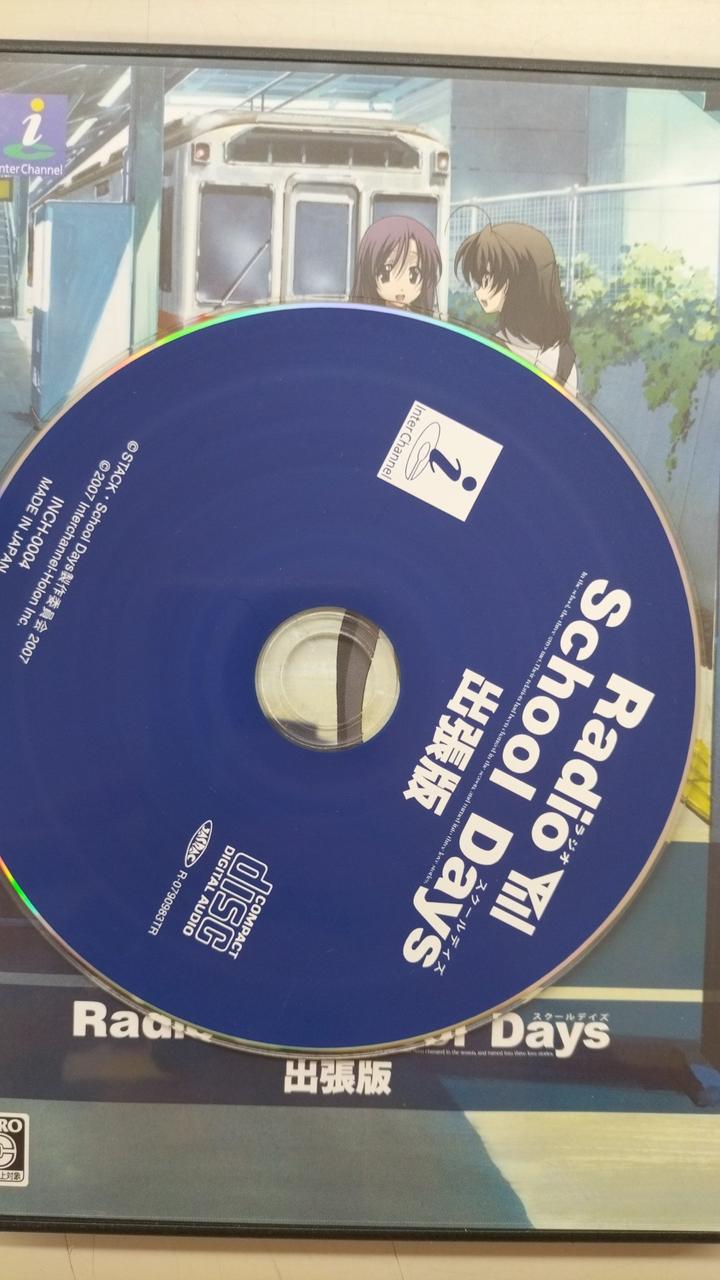 i
InterChannel
i
InterChannel
Radio
ラジオ
School Days
スクールデイズ
出張版
©STACK・School Days製作委員会 2007
©2007 Interchannel-Holon Inc.
INCH-0004
MADE IN JAPAN
COMPACT
disc
DIGITAL AUDIO
JASRAC
R-0790983TR
スクールデイズ
Days
出張版